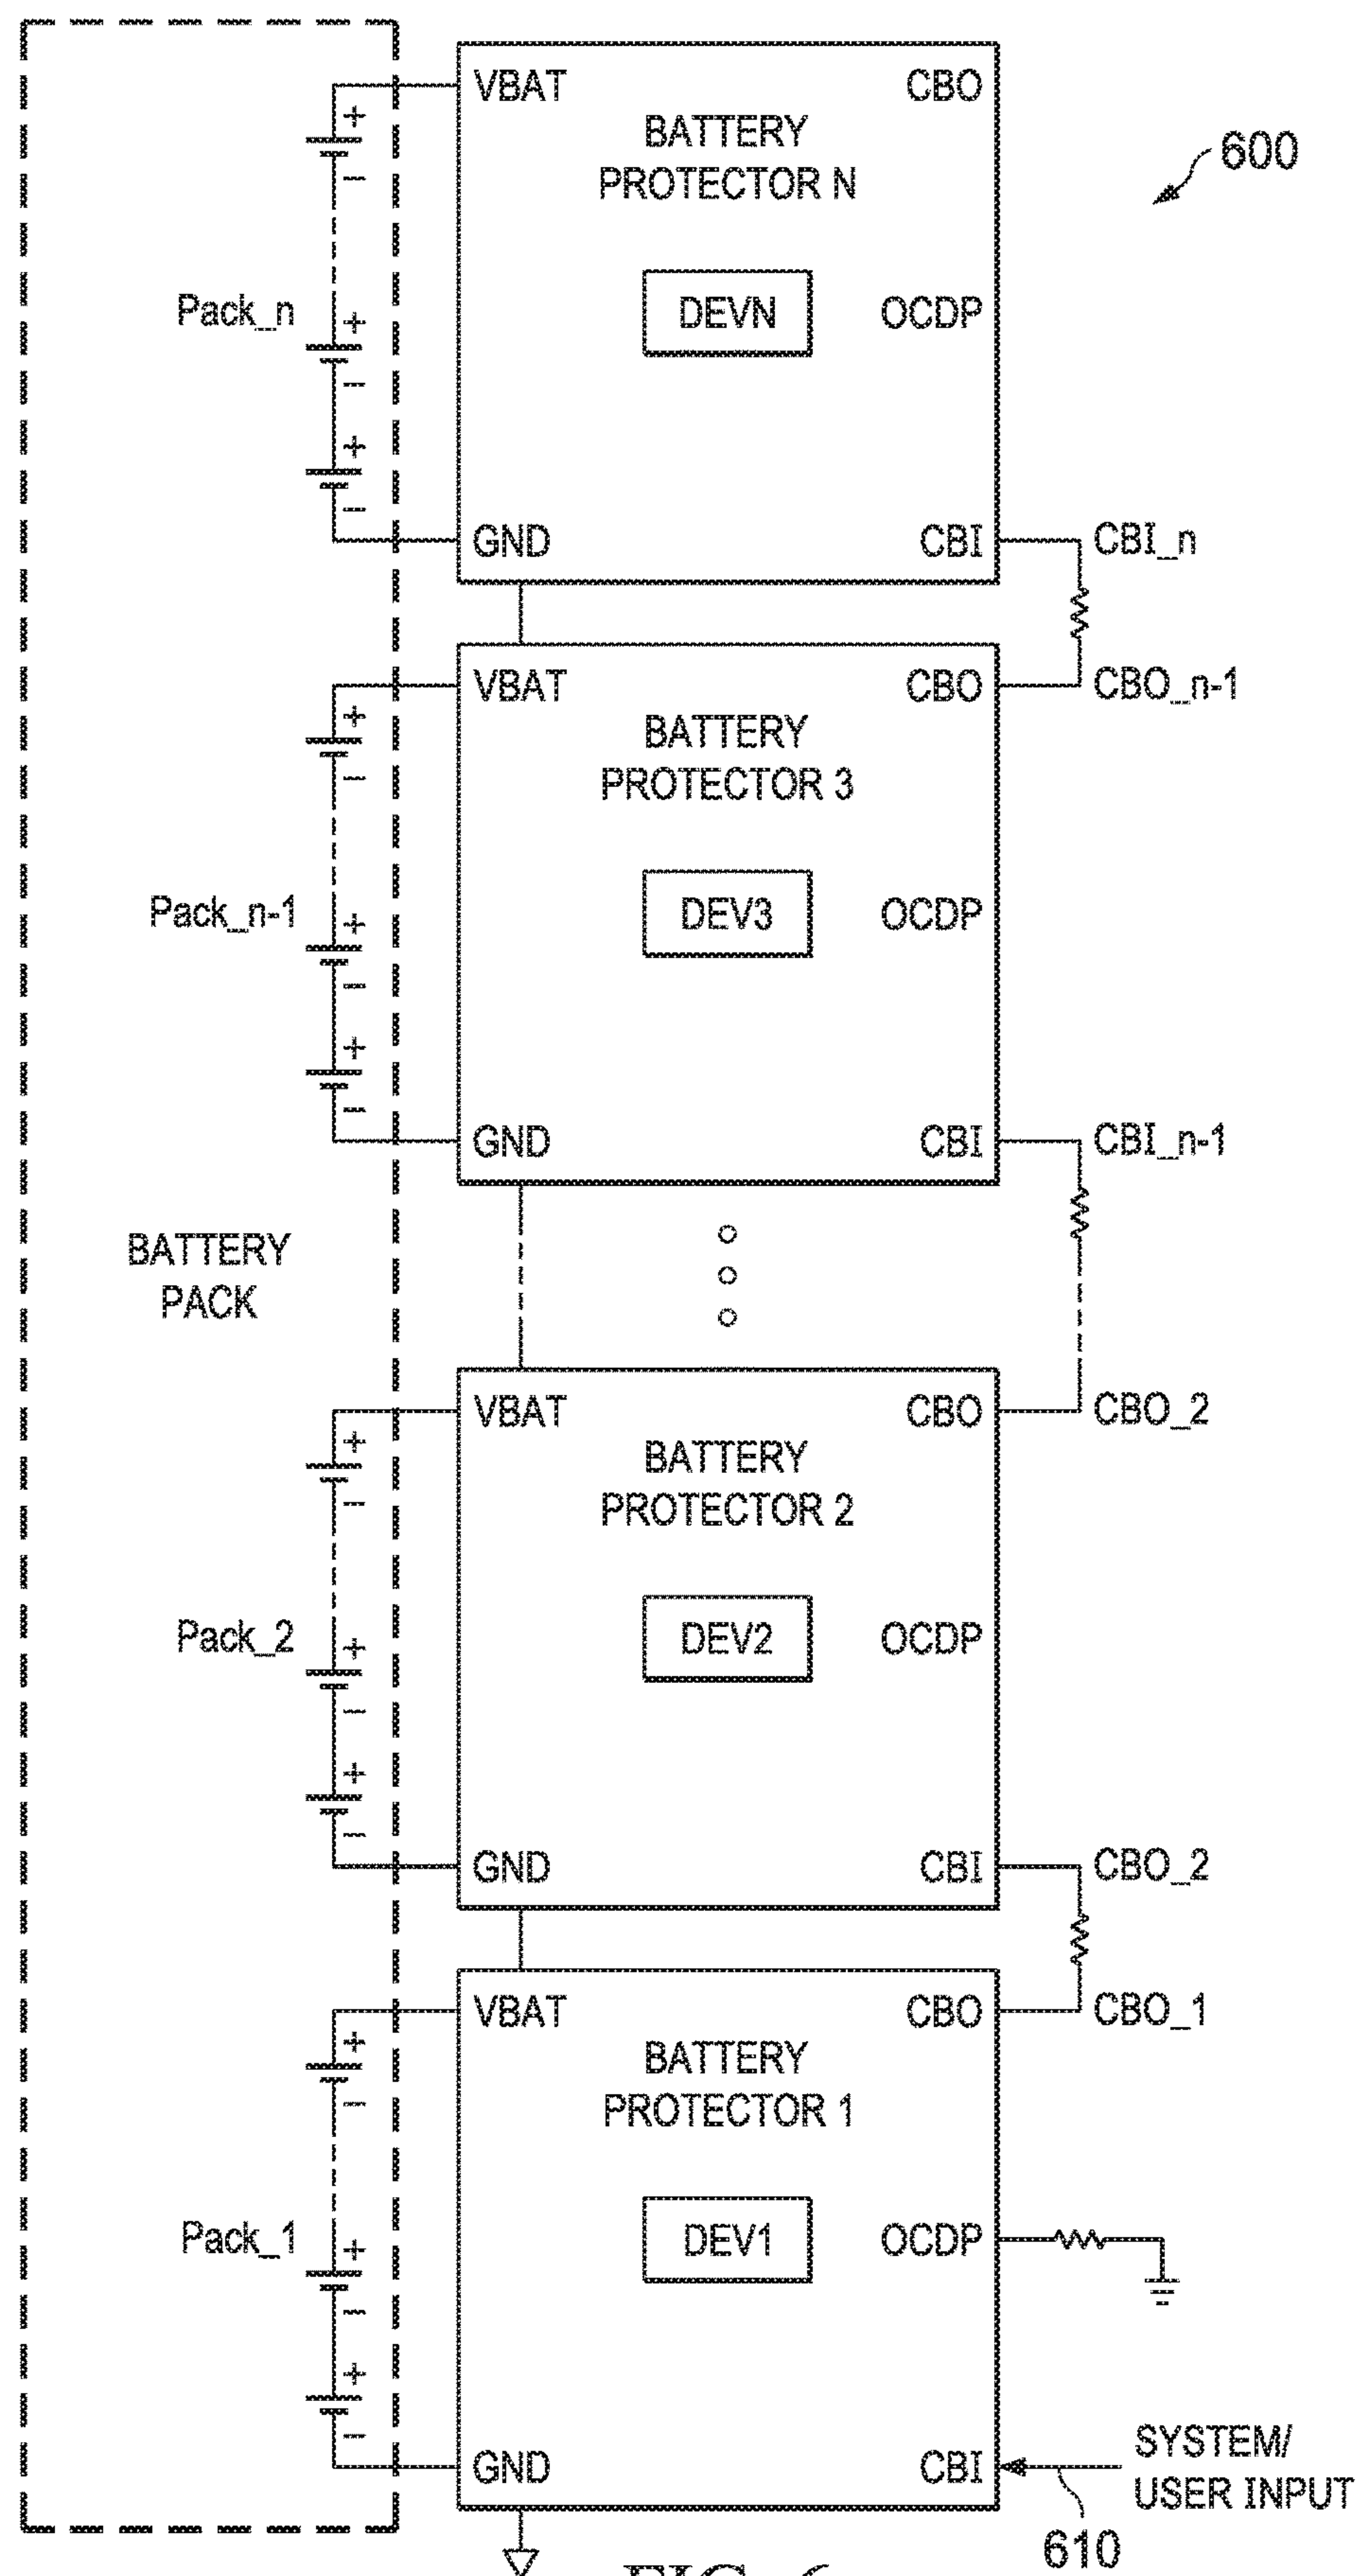 VBAT
CBO
BATTERY
PROTECTOR N
600
Pack_n
DEVN
OCDP
GND
CBI
CBI_n
VBAT
CBO
CBO_n-1
BATTERY
PROTECTOR 3
Pack_n-1
DEV3
OCDP
GND
CBI
CBI_n-1
BATTERY
PACK
VBAT
CBO
CBO_2
BATTERY
PROTECTOR 2
Pack_2
DEV2
OCDP
GND
CBI
CBO_2
VBAT
CBO
CBO_1
BATTERY
PROTECTOR 1
Pack_1
DEV1
OCDP
GND
CBI
SYSTEM/
USER INPUT
610
FIG. 6